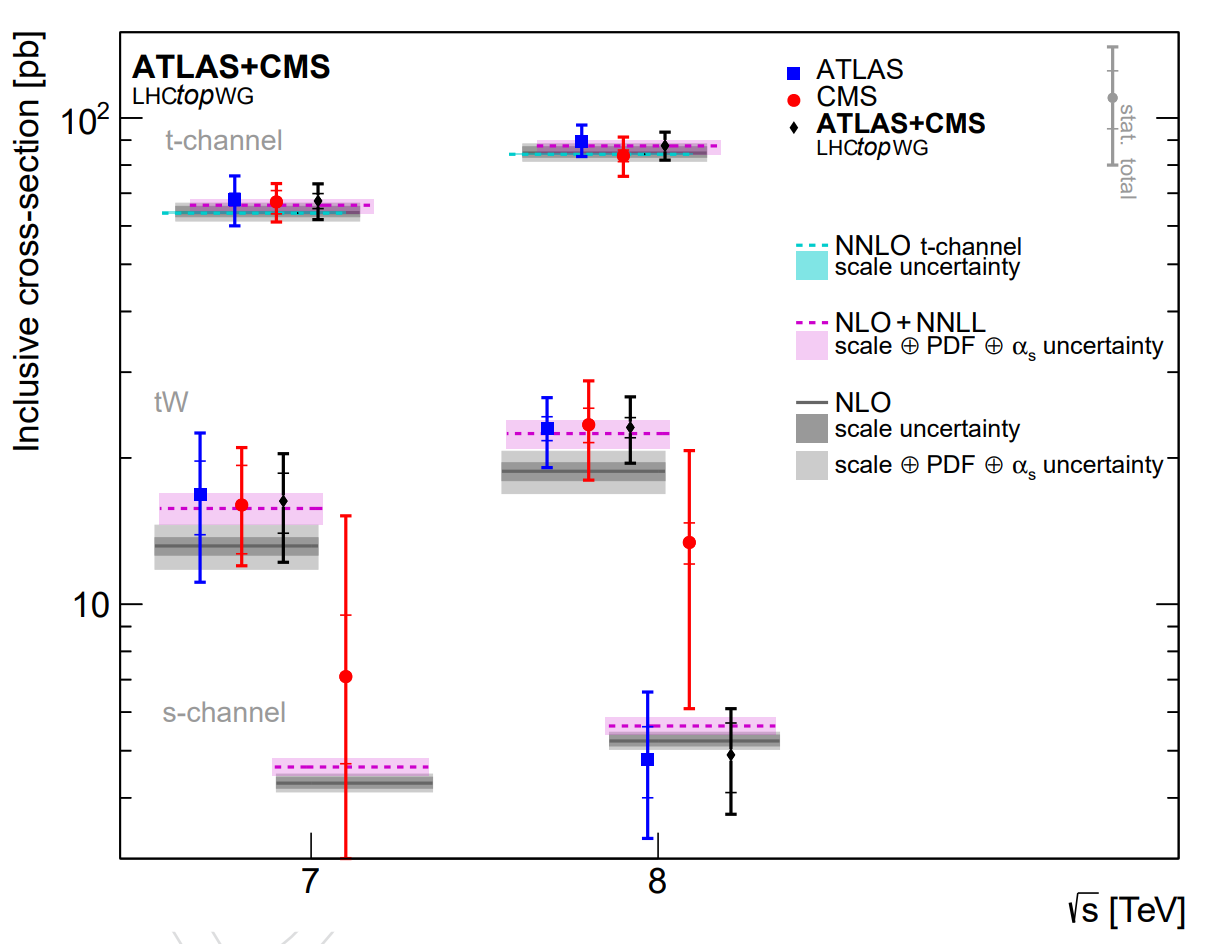 Inclusive cross-section [pb]
ATLAS+CMS
LHCtopWG
t-channel
tW
s-channel
10²
10
7
8
√s [TeV]
ATLAS
CMS
ATLAS+CMS
LHCtopWG
stat. total
NNLO t-channel
scale uncertainty
NLO + NNLL
scale ⊕ PDF ⊕ αₛ uncertainty
NLO
scale uncertainty
scale ⊕ PDF ⊕ αₛ uncertainty